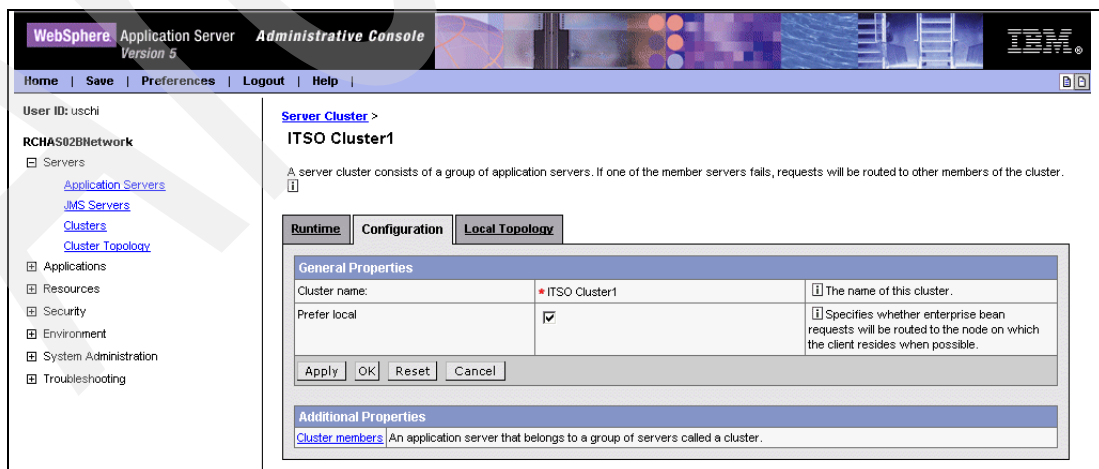 WebSphere Application Server Administrative Console
Version 5
IBM®
Home | Save | Preferences | Logout | Help |
User ID: uschi
RCHAS02BNetwork
Servers
Application Servers
JMS Servers
Clusters
Cluster Topology
Applications
Resources
Security
Environment
System Administration
Troubleshooting
Server Cluster >
ITSO Cluster1
A server cluster consists of a group of application servers. If one of the member servers fails, requests will be routed to other members of the cluster.
i
Runtime Configuration Local Topology
General Properties
Cluster name: * ITSO Cluster1 i The name of this cluster.
Prefer local i Specifies whether enterprise bean
requests will be routed to the node on which
the client resides when possible.
Apply OK Reset Cancel
Additional Properties
Cluster members An application server that belongs to a group of servers called a cluster.